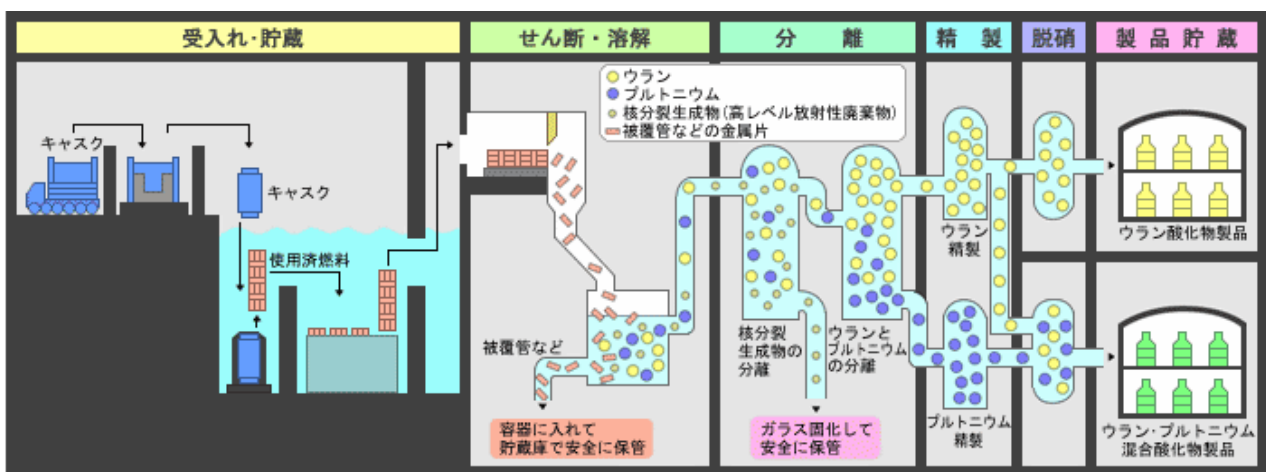 受入れ・貯蔵
せん断・溶解
分離
精製
脱硝
製品貯蔵
ウラン
プルトニウム
核分裂生成物(高レベル放射性廃棄物)
被覆管などの金属片
キャスク
キャスク
使用済燃料
被覆管など
容器に入れて
貯蔵庫で安全に保管
核分裂
生成物の
分離
ウランと
プルトニウム
の分離
ガラス固化して
安全に保管
ウラン
精製
プルトニウム
精製
ウラン酸化物製品
ウラン・プルトニウム
混合酸化物製品